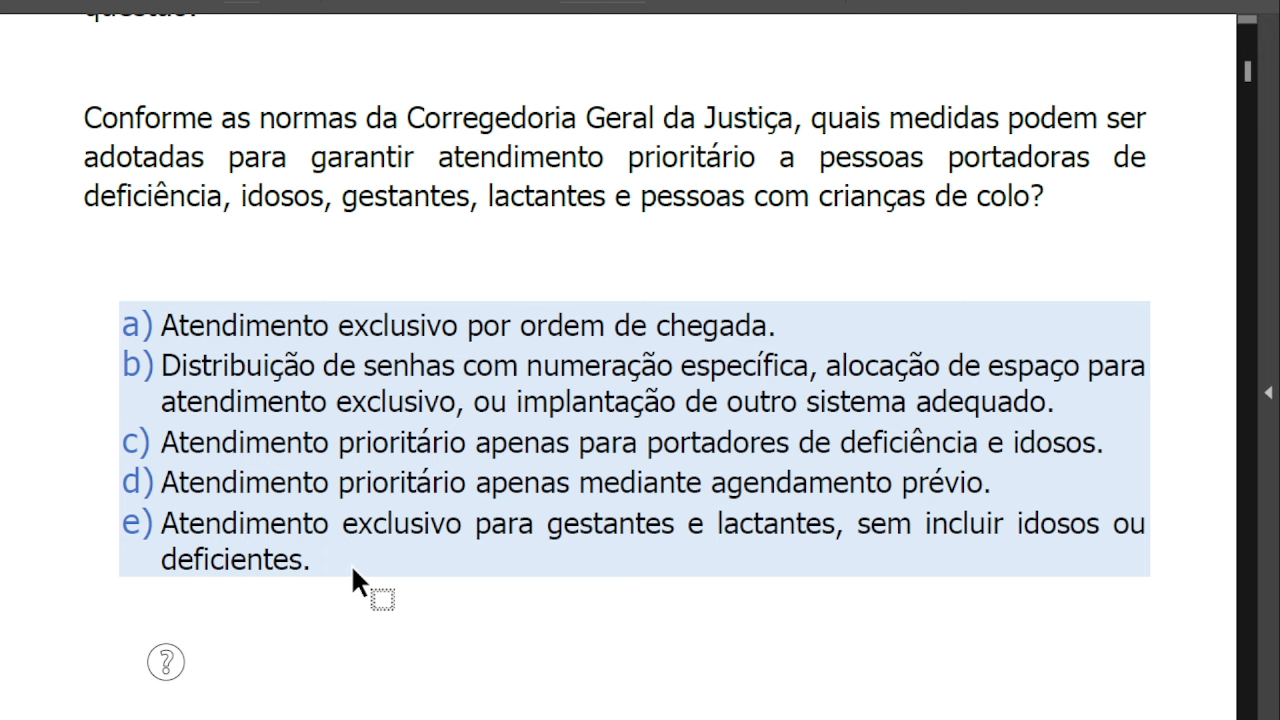 questão.
Conforme as normas da Corregedoria Geral da Justiça, quais medidas podem ser
adotadas para garantir atendimento prioritário a pessoas portadoras de
deficiência, idosos, gestantes, lactantes e pessoas com crianças de colo?
a) Atendimento exclusivo por ordem de chegada.
b) Distribuição de senhas com numeração específica, alocação de espaço para
atendimento exclusivo, ou implantação de outro sistema adequado.
c) Atendimento prioritário apenas para portadores de deficiência e idosos.
d) Atendimento prioritário apenas mediante agendamento prévio.
e) Atendimento exclusivo para gestantes e lactantes, sem incluir idosos ou
deficientes.
?